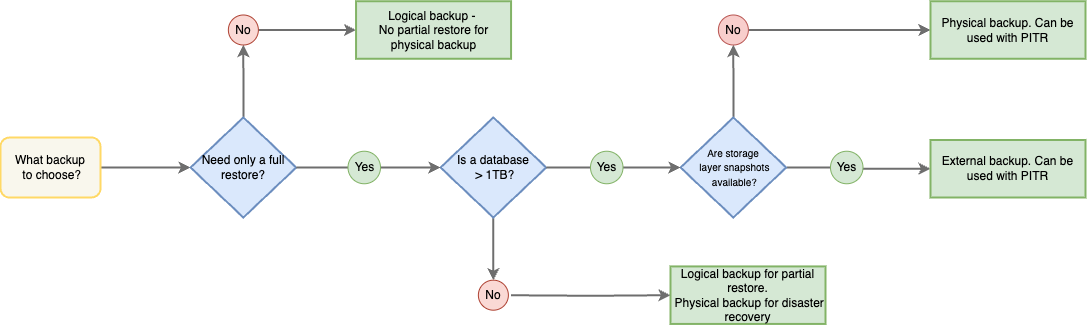 No
Logical backup -
No partial restore for
physical backup
No
Physical backup. Can be
used with PITR
What backup
to choose?
Need only a full
restore?
Yes
Is a database
> 1TB?
Yes
Are storage
layer snapshots
available?
Yes
External backup. Can be
used with PITR
No
Logical backup for partial
restore.
Physical backup for disaster
recovery